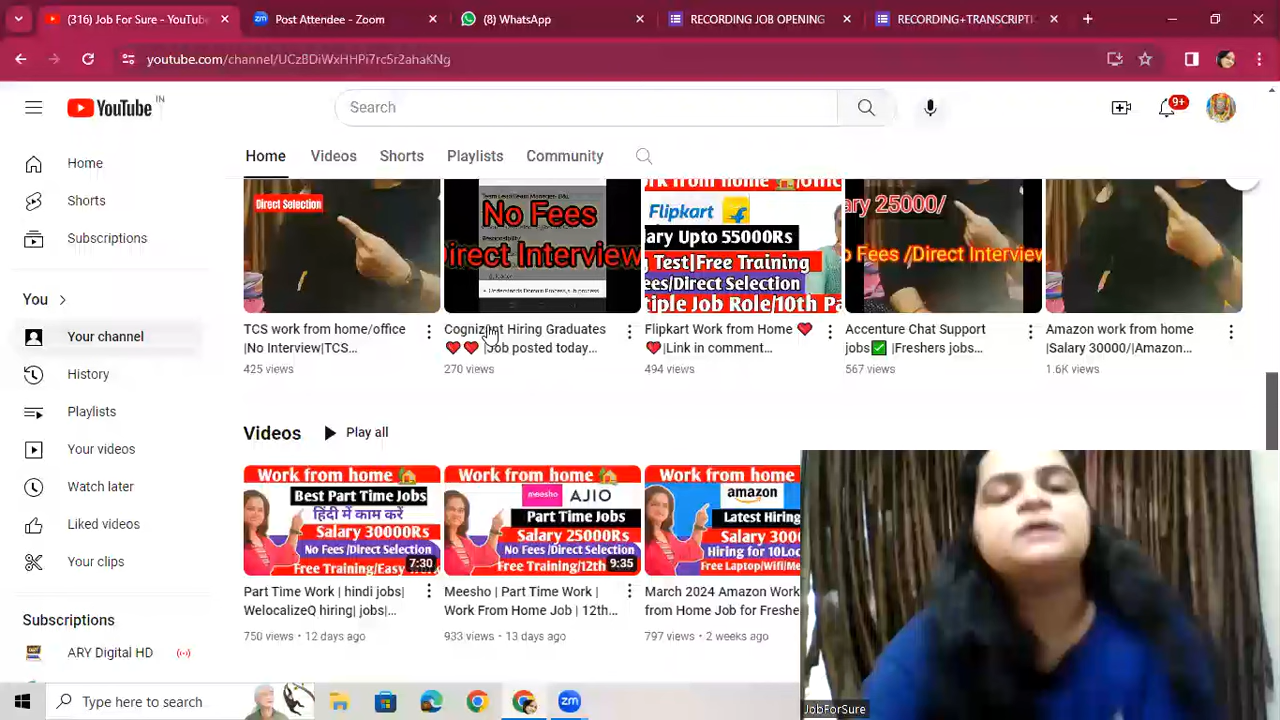 (316) Job For Sure - YouTube
Post Attendee - Zoom
(8) WhatsApp
RECORDING JOB OPENING
RECORDING+TRANSCRIPTI
youtube.com/channel/UCzBDiWxHHPi7rc5r2ahaKNg
YouTube IN
Search
9+
Home
Videos
Shorts
Playlists
Community
Home
Shorts
Subscriptions
You
Your channel
History
Playlists
Your videos
Watch later
Liked videos
Your clips
Subscriptions
ARY Digital HD
Direct Selection
No Fees
Direct Interview
Flipkart
ary Upto 55000Rs
g Test|Free Training
ees/Direct Selection
tiple Job Role/10th Pa
ary 25000/
o Fees /Direct Interview
TCS work from home/office
|No Interview|TCS...
425 views
Cognizant Hiring Graduates
❤️❤️ |Job posted today...
270 views
Flipkart Work from Home ❤️
❤️|Link in comment...
494 views
Accenture Chat Support
jobs✅ |Freshers jobs...
567 views
Amazon work from home
|Salary 30000/|Amazon...
1.6K views
Videos
Play all
Work from home 🏡
Best Part Time Jobs
हिंदी में काम करें
Salary 30000Rs
No Fees /Direct Selection
Free Training/Easy
7:30
Work from home 🏡
meesho AJIO
Part Time Jobs
Salary 25000Rs
No Fees /Direct Selection
Free Training/12th
9:35
Work from home
amazon
Latest Hiring
Salary 300
Hiring for 10Loc
Free Laptop/Wifi/Me
Part Time Work | hindi jobs|
WelocalizeQ hiring| jobs|...
750 views • 12 days ago
Meesho | Part Time Work |
Work From Home Job | 12th...
933 views • 13 days ago
March 2024 Amazon Work
from Home Job for Freshe
797 views • 2 weeks ago
JobForSure
Type here to search
zm